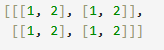 [[[1, 2], [1, 2]],
[[1, 2], [1, 2]]]